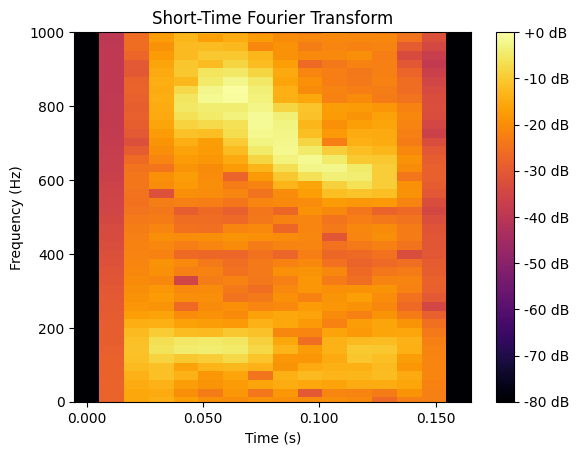 Short-Time Fourier Transform
1000
800
600
400
200
0
Frequency (Hz)
0.000
0.050
0.100
0.150
Time (s)
+0 dB
-10 dB
-20 dB
-30 dB
-40 dB
-50 dB
-60 dB
-70 dB
-80 dB